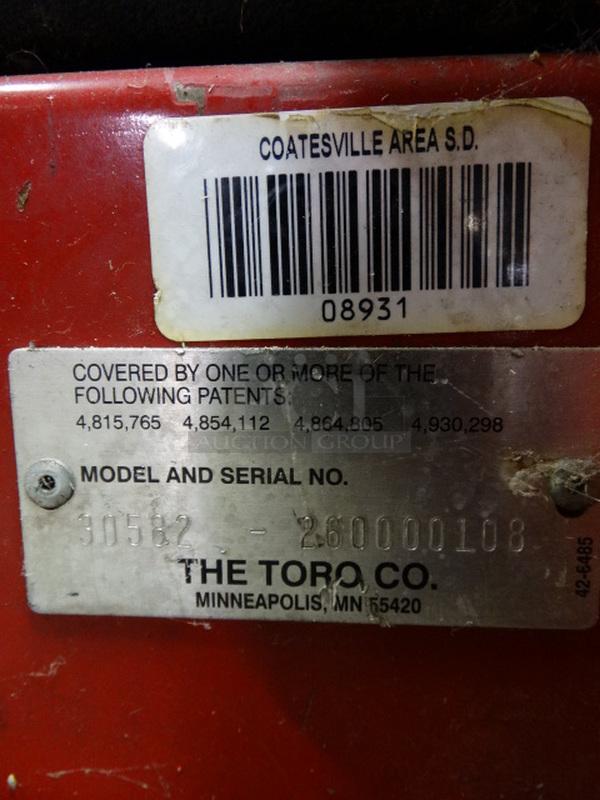 COATESVILLE AREA S.D.
08931
COVERED BY ONE OR MORE OF THE
FOLLOWING PATENTS:
4,815,765 4,854,112 4,864,805 4,930,298
AUCTION GROUP
MODEL AND SERIAL NO.
30582 - 260000108
THE TORO CO.
MINNEAPOLIS, MN 55420
42-6485